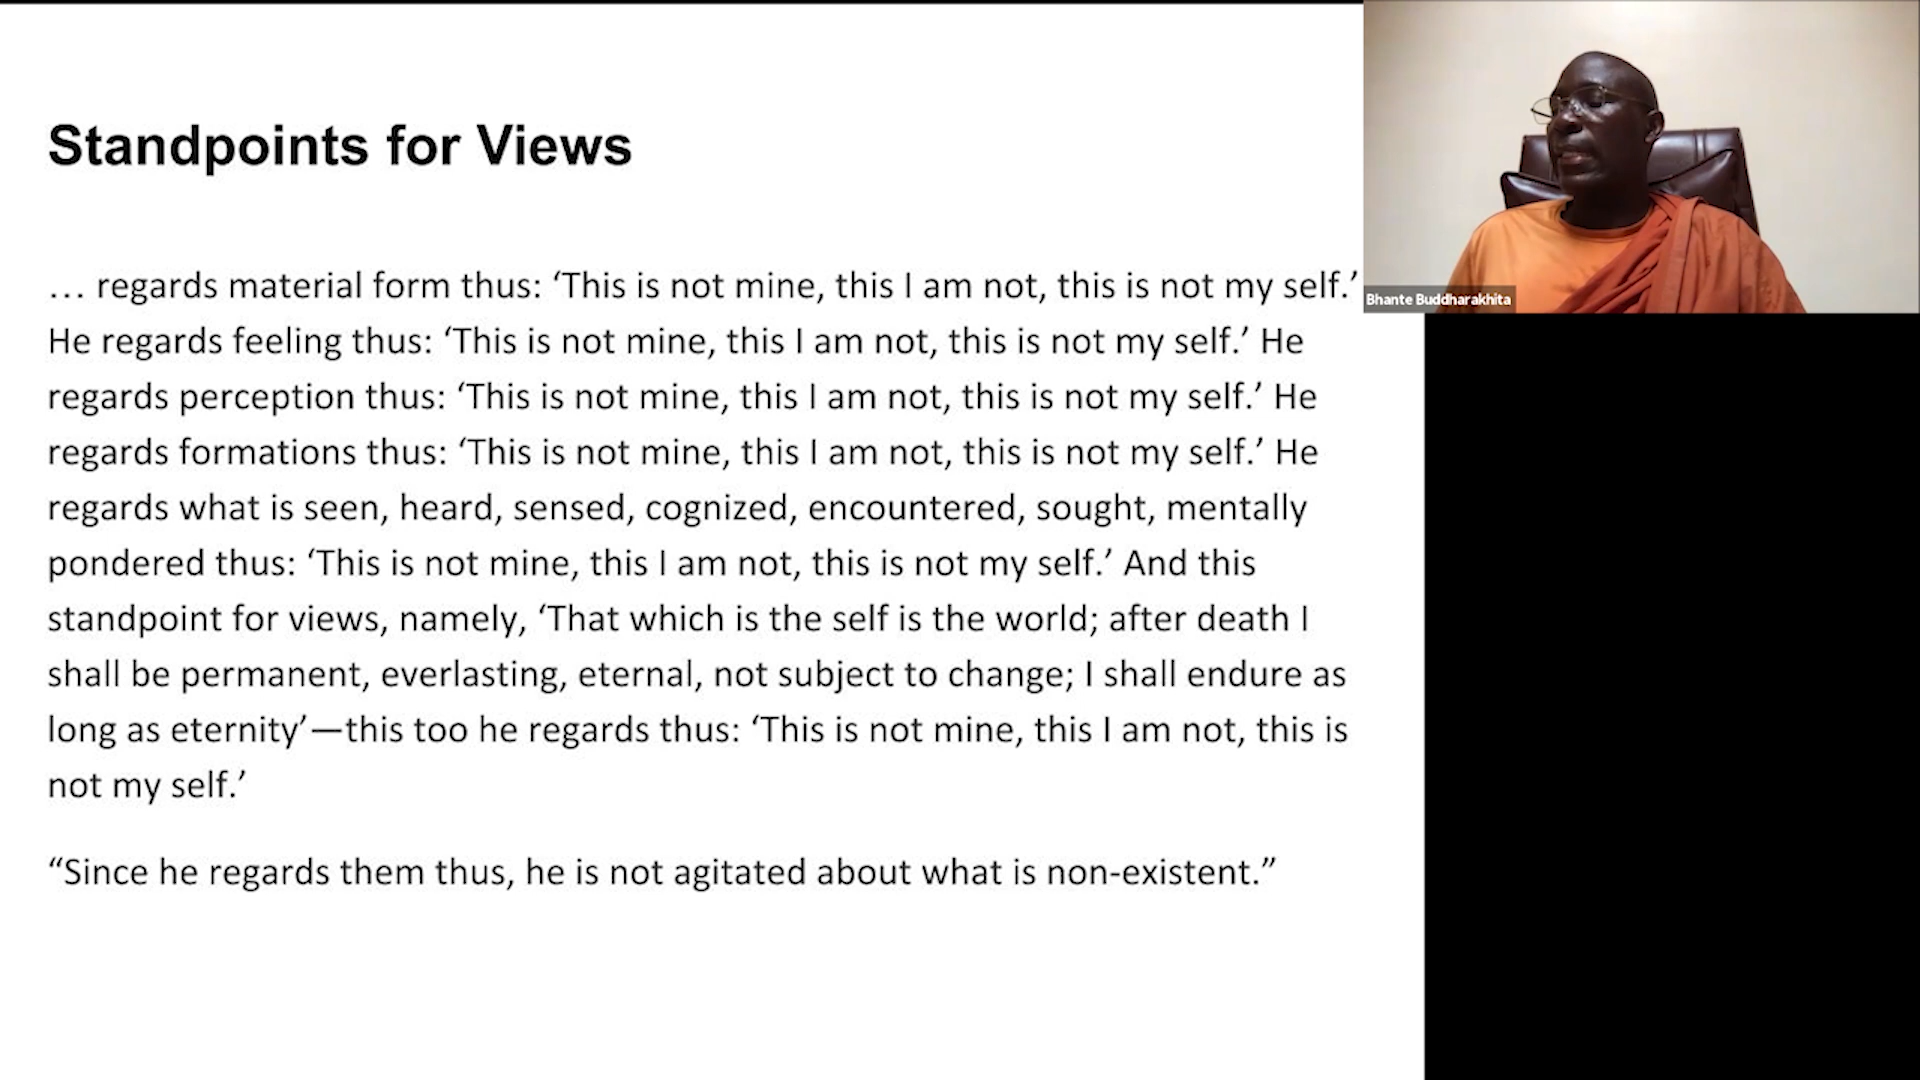 Standpoints for Views
… regards material form thus: ‘This is not mine, this I am not, this is not my self.’
He regards feeling thus: ‘This is not mine, this I am not, this is not my self.’ He
regards perception thus: ‘This is not mine, this I am not, this is not my self.’ He
regards formations thus: ‘This is not mine, this I am not, this is not my self.’ He
regards what is seen, heard, sensed, cognized, encountered, sought, mentally
pondered thus: ‘This is not mine, this I am not, this is not my self.’ And this
standpoint for views, namely, ‘That which is the self is the world; after death I
shall be permanent, everlasting, eternal, not subject to change; I shall endure as
long as eternity’—this too he regards thus: ‘This is not mine, this I am not, this is
not my self.’
“Since he regards them thus, he is not agitated about what is non-existent.”
Bhante Buddharakhita